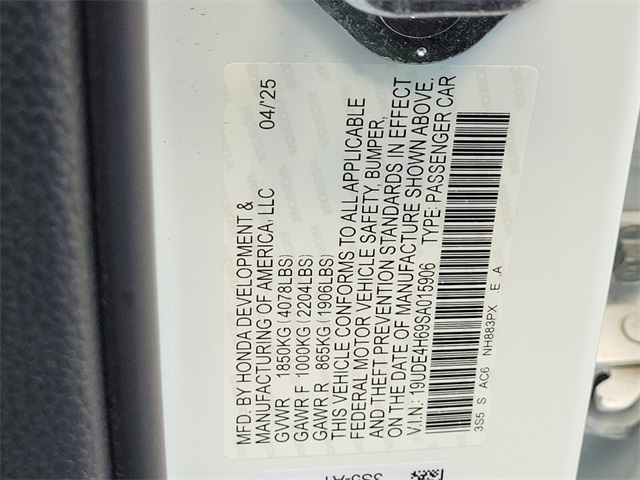 MFD. BY HONDA DEVELOPMENT & 04/'25
MANUFACTURING OF AMERICA, LLC
GVWR 1850KG (4078LBS)
GAWR F 1000KG (2204LBS)
GAWR R 865KG (1906LBS)
THIS VEHICLE CONFORMS TO ALL APPLICABLE
FEDERAL MOTOR VEHICLE SAFETY, BUMPER,
AND THEFT PREVENTION STANDARDS IN EFFECT
ON THE DATE OF MANUFACTURE SHOWN ABOVE.
V.I.N.: 19UDE4H69SA015906 TYPE: PASSENGER CAR
3S5 S AC6 NH883PX .E .A